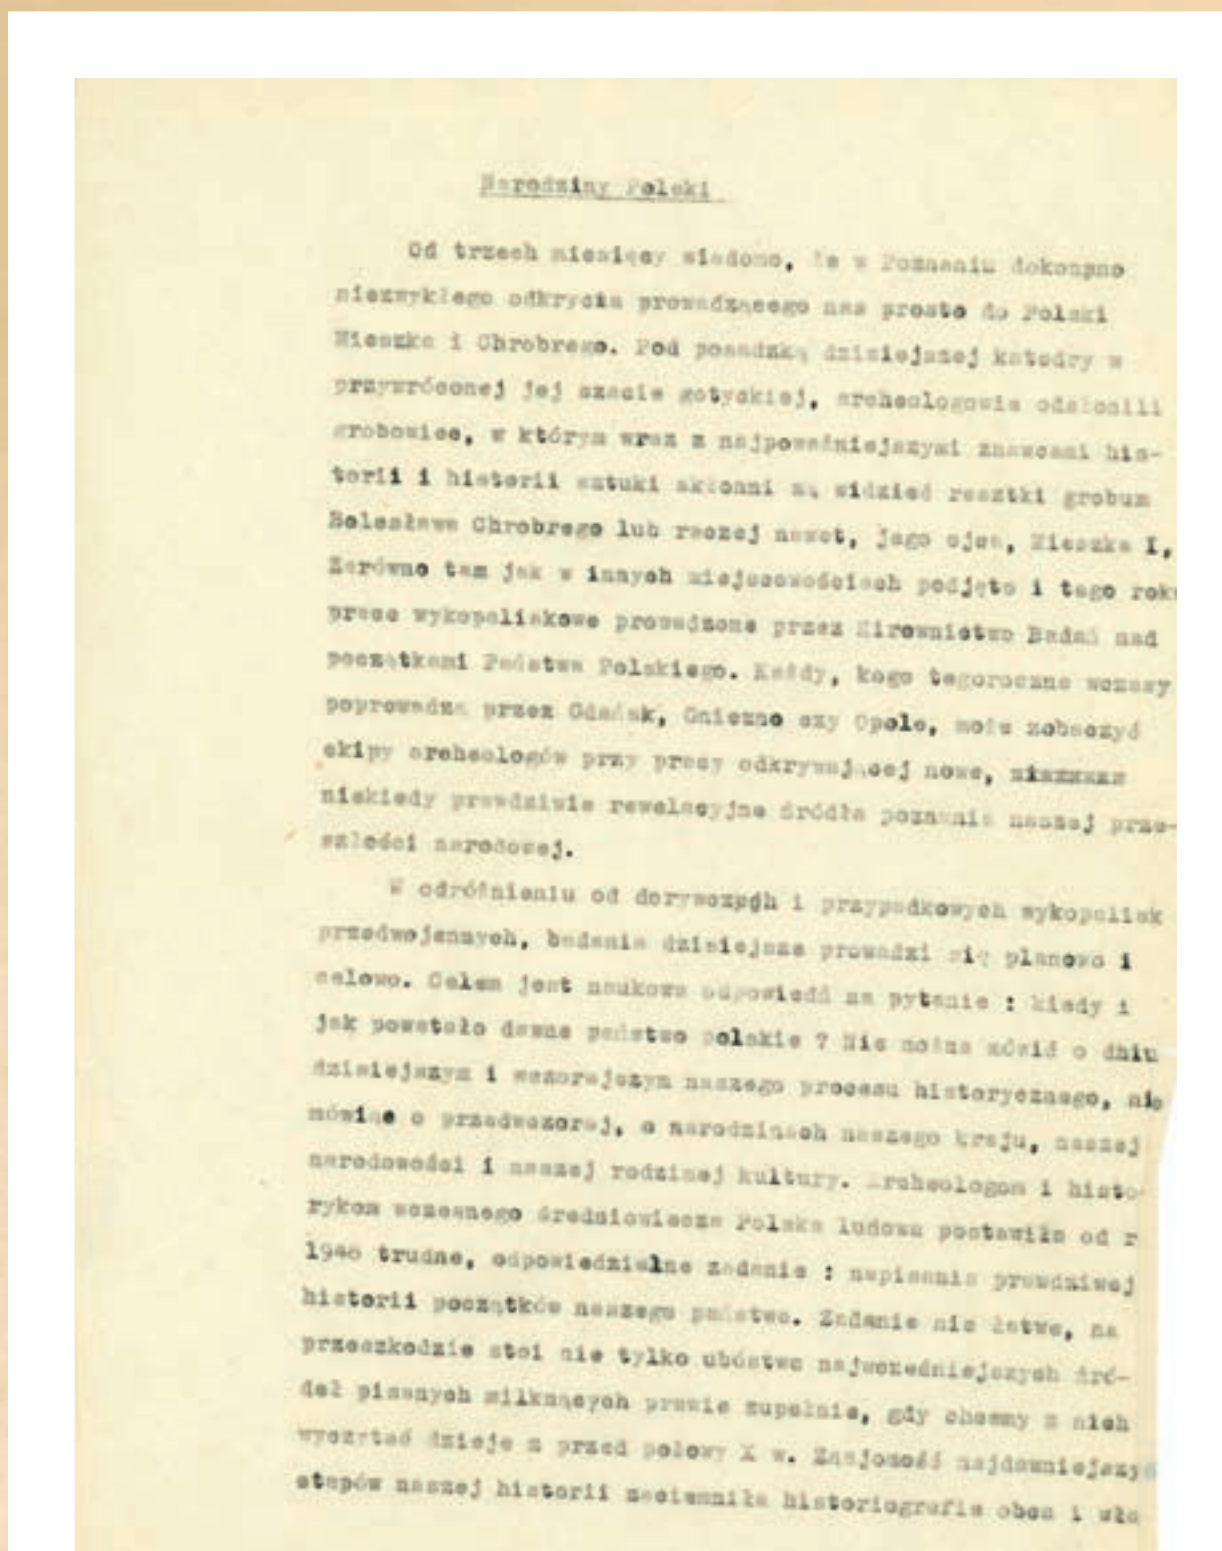 Narodziny Polski
Od trzech miesięcy wiadomo, że w Poznaniu dokonpno
niezwykłego odkrycia prowadzącego nas prosto do Polski
Mieszka i Chrobrego. Pod posadzką dzisiejszej katedry w
przywróconej jej szacie gotyckiej, archeologowie odsłonili
grobowiec, w którym wraz z najpoważniejszymi znawcami his-
torii i historii sztuki skłonni są widzieć resztki grobum
Bolesława Chrobrego lub raczej nawet, jego ojca, Mieszka I,
Zarówno tam jak w innych miejscowościach podjęto i tego roku
prace wykopaliskowe prowadzone przez Kirownictwo Badań nad
początkami Państwa Polskiego. Każdy, kogo tegoroczne wczasy
poprowadzą przez Gdańsk, Gniezno czy Opole, może zobaczyć
ekipy archeologów przy pracy odkrywającej nowe,
niekiedy prawdziwie rewelacyjne źródła poznania naszej prze-
szłości narodowej.
W odróżnieniu od i przypadkowych wykopalisk
przedwojennych, badania dzisiejsze prowadzi się planowo i
celowo. Celem jest naukowa odpowiedź na pytanie : kiedy i
jak powstało dawne państwo polskie ? Nie można mówić o dniu
dzisiejszym i wczorajszym naszego procesu historycznego, nie
mówiąc o przedwczoraj, o narodzinach naszego kraju, naszej
narodowości i naszej rodzimej kultury. Archeologom i histo-
rykom wczesnego średniowiecza Polska ludowa postawiła od r
1948 trudne, odpowiedzialne zadanie : napisania prawdziwej
historii początków naszego państwa. Zadanie nie łatwe, na
przeszkodzie stoi nie tylko ubóstwo najwcześniejszych źró-
deł pisanych milknących prawie zupełnie, gdy chcemy z nich
wyczytać dzieje z przed połowy X w. Znajomość najdawniejszyc
etapów naszej historii zaciemniła historiografia obca i wła